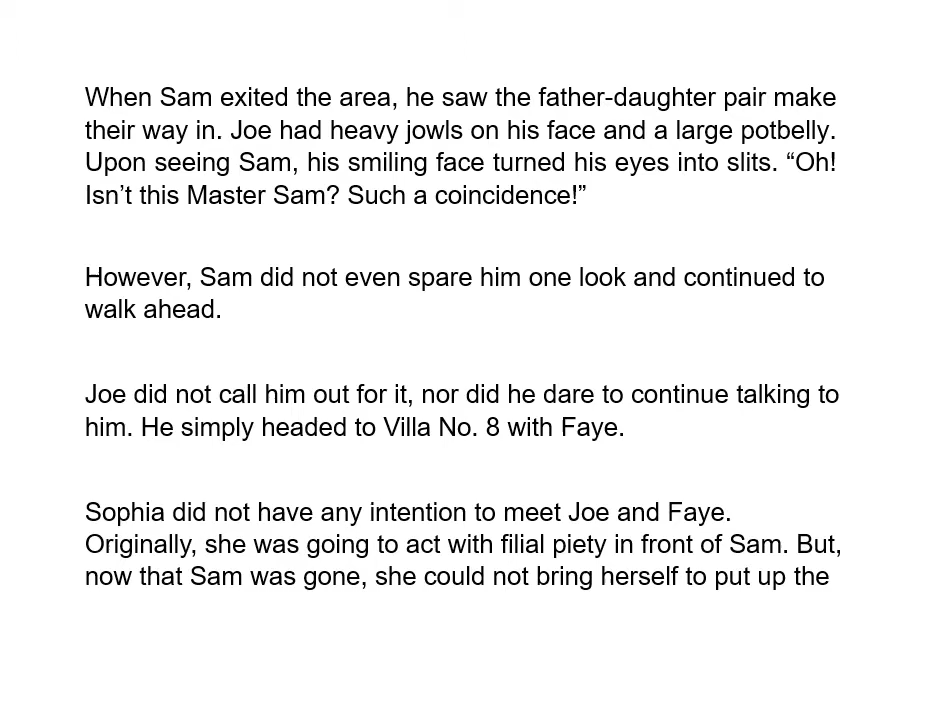 When Sam exited the area, he saw the father-daughter pair make
their way in. Joe had heavy jowls on his face and a large potbelly.
Upon seeing Sam, his smiling face turned his eyes into slits. “Oh!
Isn’t this Master Sam? Such a coincidence!”
However, Sam did not even spare him one look and continued to
walk ahead.
Joe did not call him out for it, nor did he dare to continue talking to
him. He simply headed to Villa No. 8 with Faye.
Sophia did not have any intention to meet Joe and Faye.
Originally, she was going to act with filial piety in front of Sam. But,
now that Sam was gone, she could not bring herself to put up the